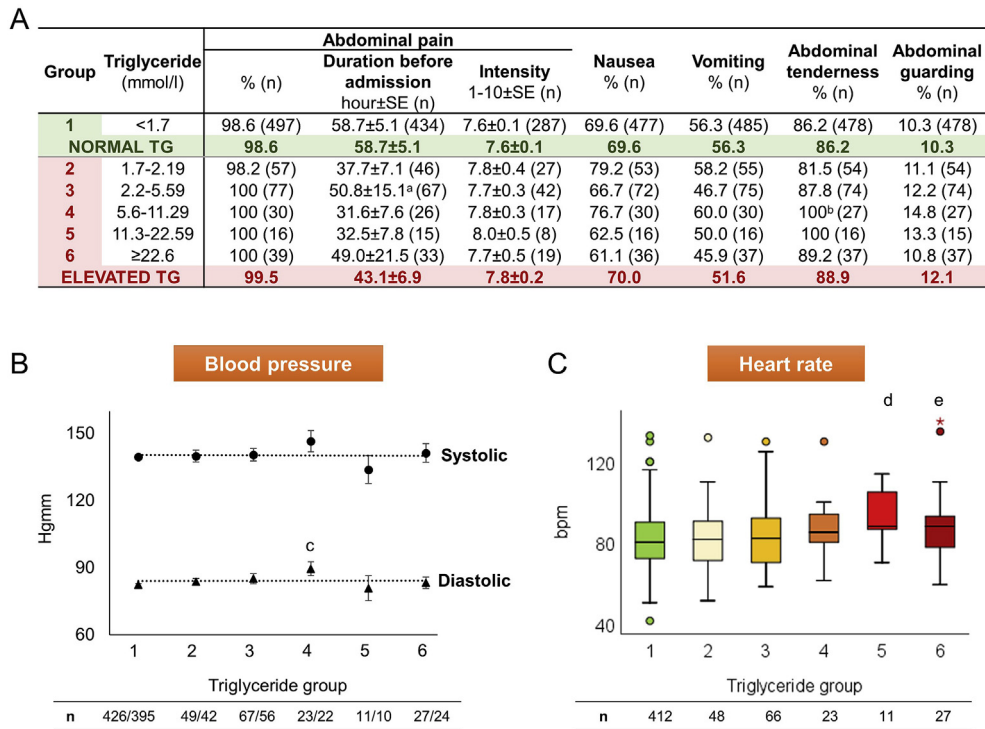 A
Abdominal pain
Group Triglyceride (mmol/l) % (n) Duration before admission hour±SE (n) Intensity 1-10±SE (n) Nausea % (n) Vomiting % (n) Abdominal tenderness % (n) Abdominal guarding % (n)
1 <1.7 98.6 (497) 58.7±5.1 (434) 7.6±0.1 (287) 69.6 (477) 56.3 (485) 86.2 (478) 10.3 (478)
NORMAL TG 98.6 58.7±5.1 7.6±0.1 69.6 56.3 86.2 10.3
2 1.7-2.19 98.2 (57) 37.7±7.1 (46) 7.8±0.4 (27) 79.2 (53) 58.2 (55) 81.5 (54) 11.1 (54)
3 2.2-5.59 100 (77) 50.8±15.1ᵃ (67) 7.7±0.3 (42) 66.7 (72) 46.7 (75) 87.8 (74) 12.2 (74)
4 5.6-11.29 100 (30) 31.6±7.6 (26) 7.8±0.3 (17) 76.7 (30) 60.0 (30) 100ᵇ (27) 14.8 (27)
5 11.3-22.59 100 (16) 32.5±7.8 (15) 8.0±0.5 (8) 62.5 (16) 50.0 (16) 100 (16) 13.3 (15)
6 ≥22.6 100 (39) 49.0±21.5 (33) 7.7±0.5 (19) 61.1 (36) 45.9 (37) 89.2 (37) 10.8 (37)
ELEVATED TG 99.5 43.1±6.9 7.8±0.2 70.0 51.6 88.9 12.1
B
Blood pressure
150
120
90
60
Hgmm
Systolic
c
Diastolic
1 2 3 4 5 6
Triglyceride group
n 426/395 49/42 67/56 23/22 11/10 27/24
C
Heart rate
d e
*
120
80
40
bpm
1 2 3 4 5 6
Triglyceride group
n 412 48 66 23 11 27